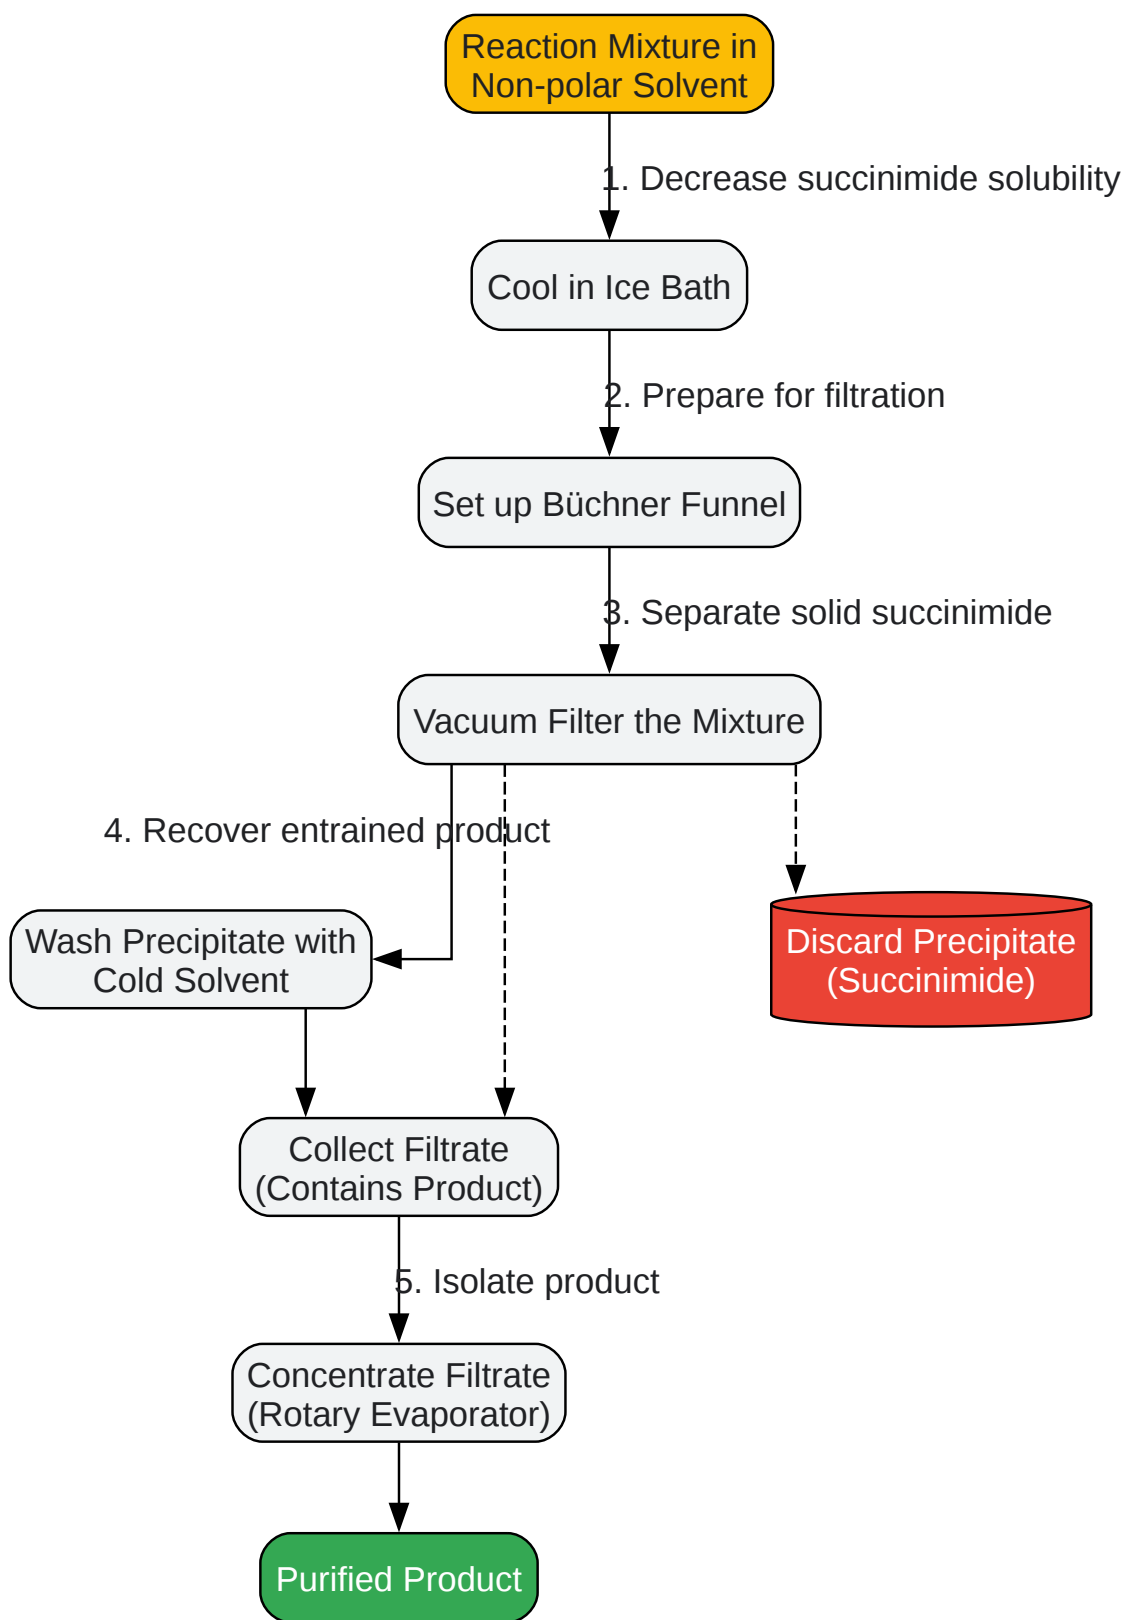 Reaction Mixture in
Non-polar Solvent
1. Decrease succinimide solubility
Cool in Ice Bath
2. Prepare for filtration
Set up Büchner Funnel
3. Separate solid succinimide
Vacuum Filter the Mixture
4. Recover entrained product
Wash Precipitate with
Cold Solvent
Discard Precipitate
(Succinimide)
Collect Filtrate
(Contains Product)
5. Isolate product
Concentrate Filtrate
(Rotary Evaporator)
Purified Product